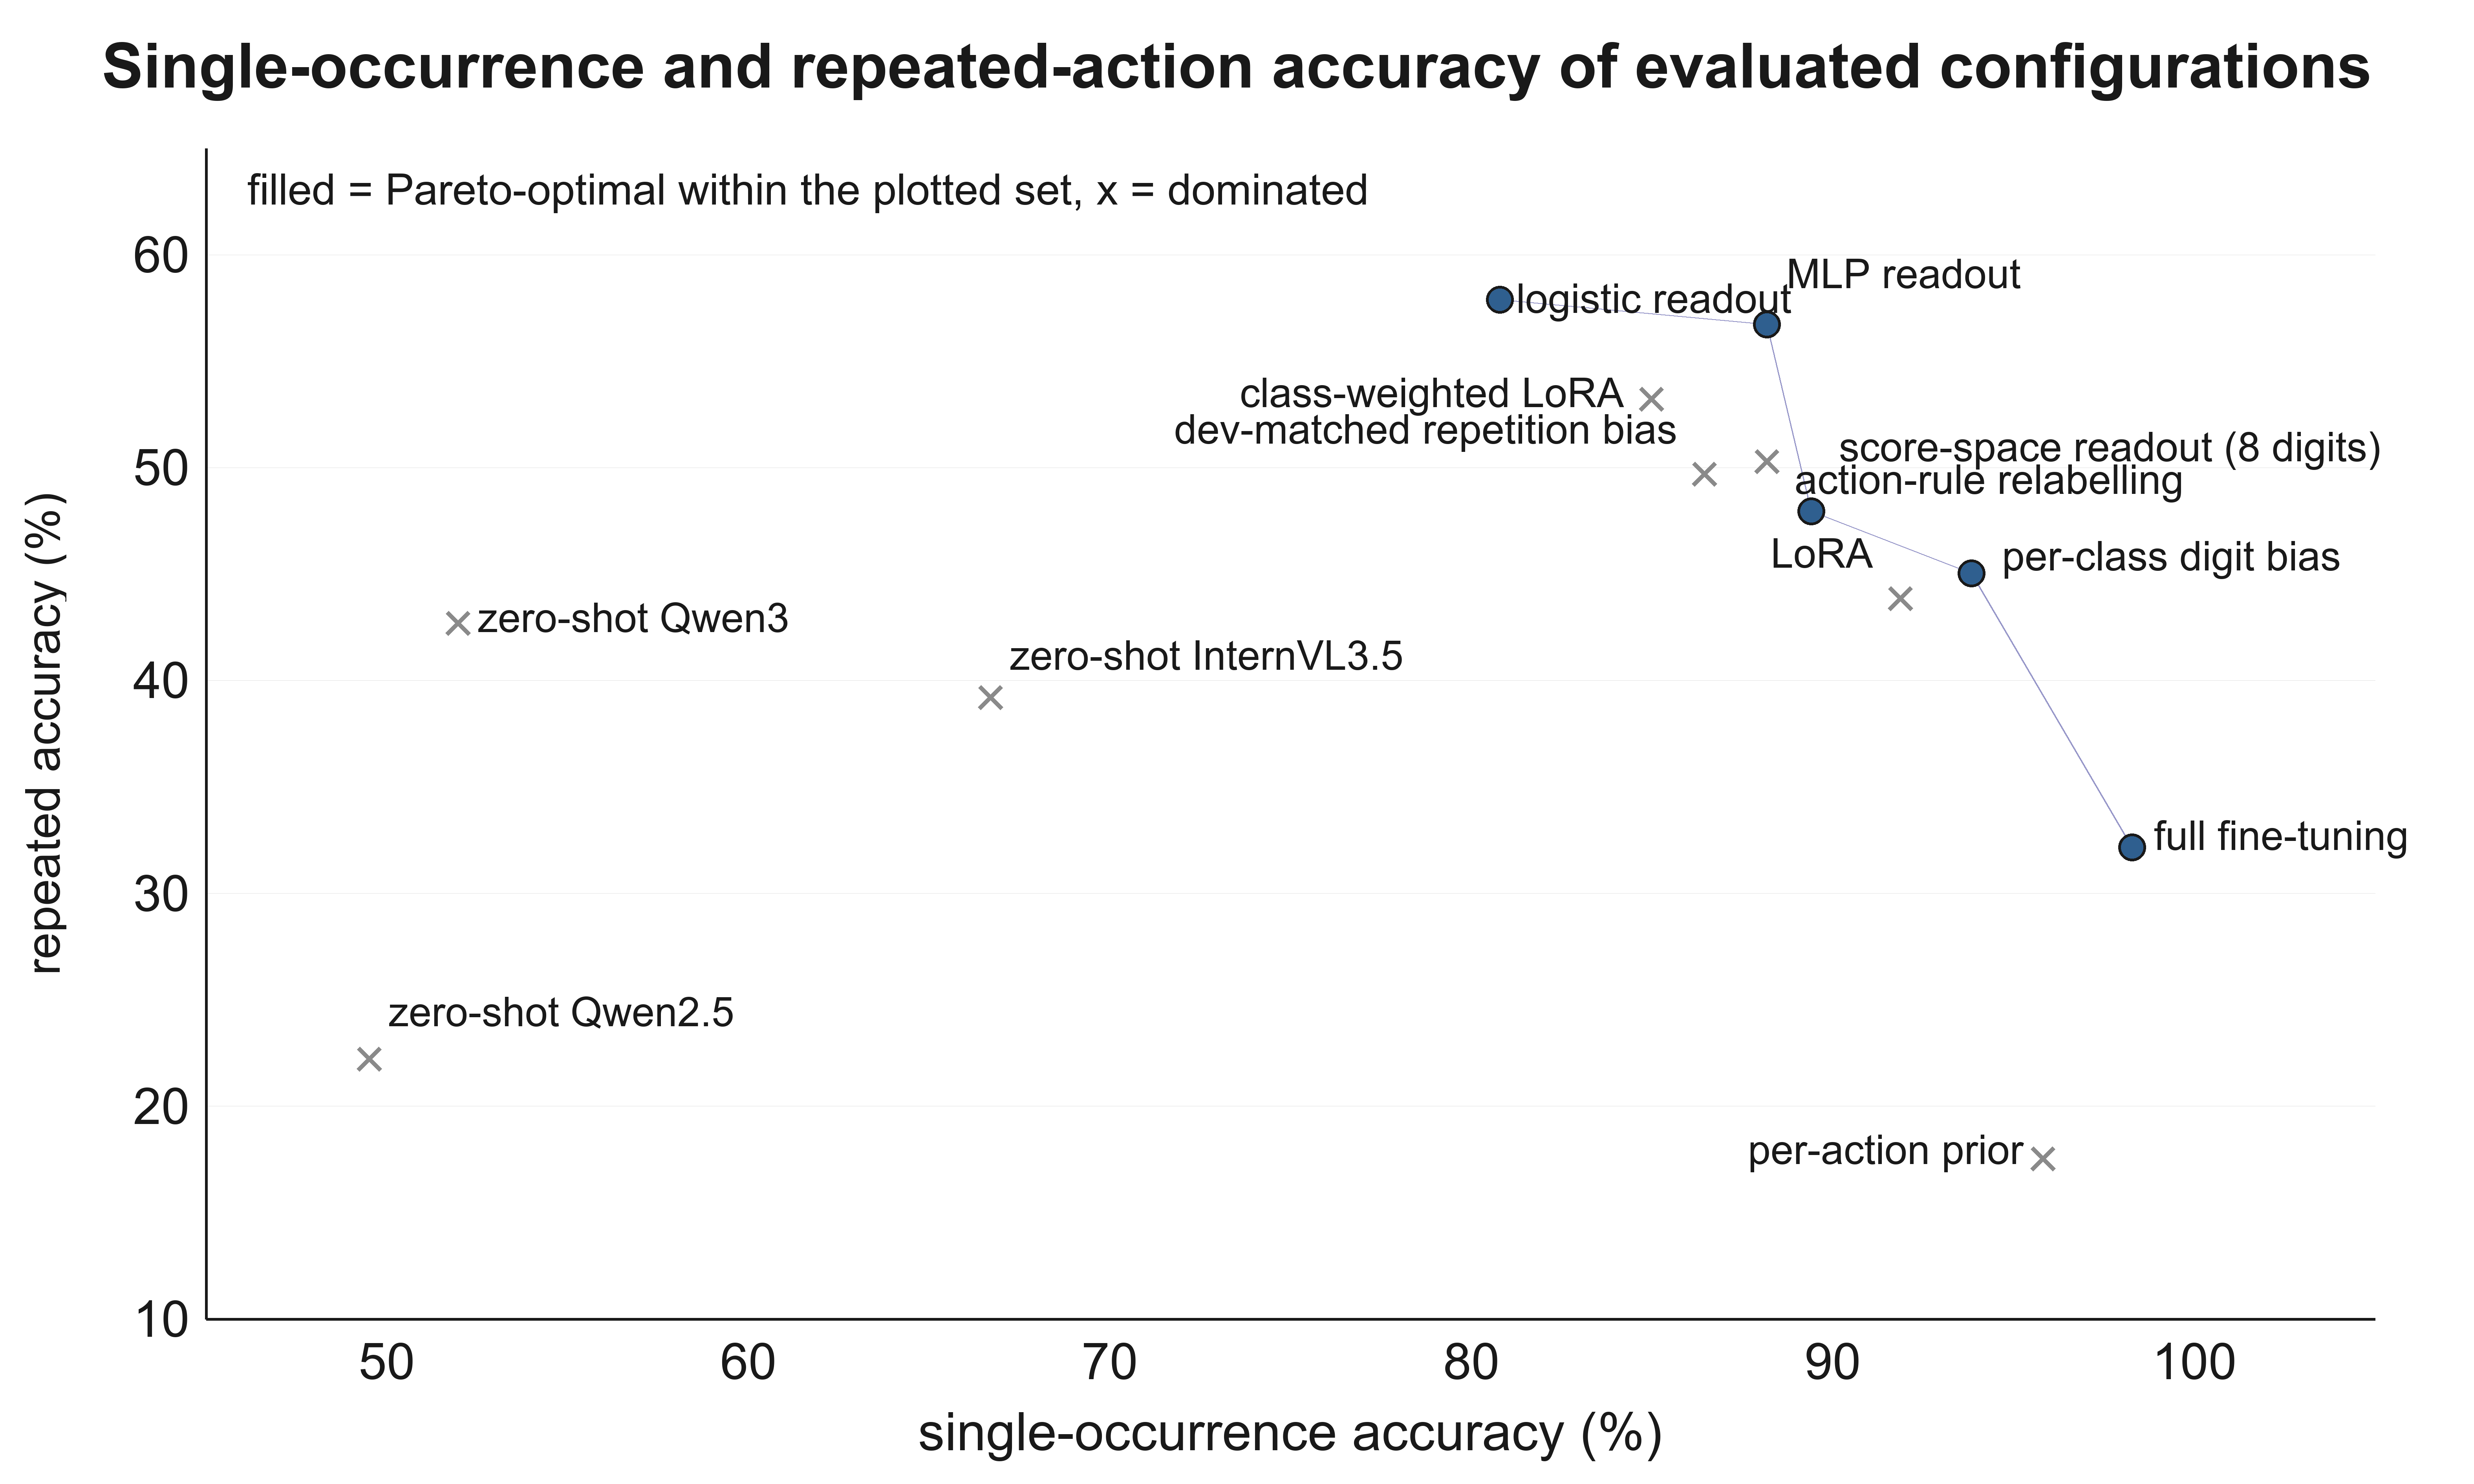 Single-occurrence and repeated-action accuracy of evaluated configurations
filled = Pareto-optimal within the plotted set, x = dominated
60
50
40
30
20
10
repeated accuracy (%)
MLP readout
logistic readout
class-weighted LoRA
dev-matched repetition bias
score-space readout (8 digits)
action-rule relabelling
LoRA
per-class digit bias
zero-shot Qwen3
zero-shot InternVL3.5
full fine-tuning
zero-shot Qwen2.5
per-action prior
50 60 70 80 90 100
single-occurrence accuracy (%)